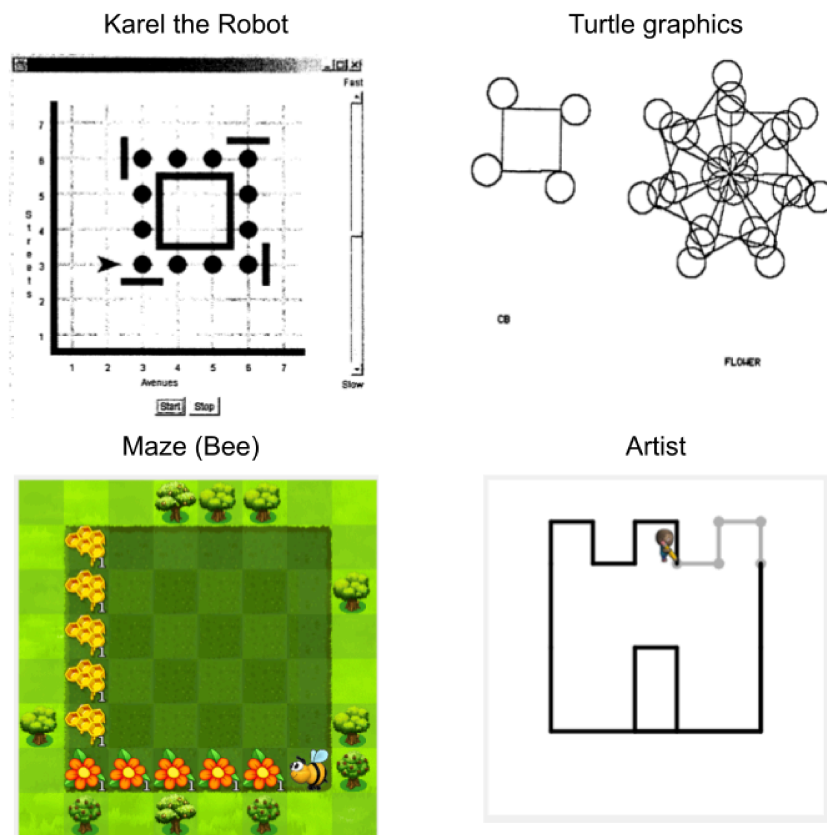 Karel the Robot
Turtle graphics
Fast
7
6
5
4
3
2
1
Streets
1 2 3 4 5 6 7
Avenues
Slow
Start Stop
CB
FLOWER
Maze (Bee)
Artist
1
1
1
1
1
1 1 1 1 1